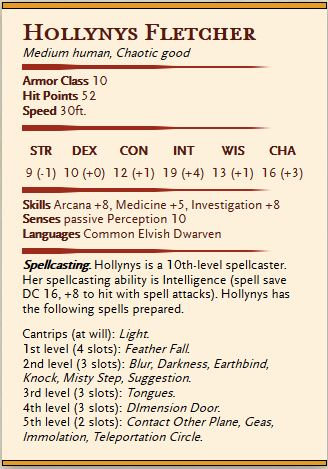 Hollynys Fletcher
Medium human, Chaotic good
Armor Class 10
Hit Points 52
Speed 30ft.
STR DEX CON INT WIS CHA
9 (-1) 10 (+0) 12 (+1) 19 (+4) 13 (+1) 16 (+3)
Skills Arcana +8, Medicine +5, Investigation +8
Senses passive Perception 10
Languages Common Elvish Dwarven
Spellcasting. Hollynys is a 10th-level spellcaster.
Her spellcasting ability is Intelligence (spell save
DC 16, +8 to hit with spell attacks). Hollynys has
the following spells prepared.
Cantrips (at will): Light.
1st level (4 slots): Feather Fall.
2nd level (3 slots): Blur, Darkness, Earthbind,
Knock, Misty Step, Suggestion.
3rd level (3 slots): Tongues.
4th level (3 slots): DImension Door.
5th level (2 slots): Contact Other Plane, Geas,
Immolation, Teleportation Circle.